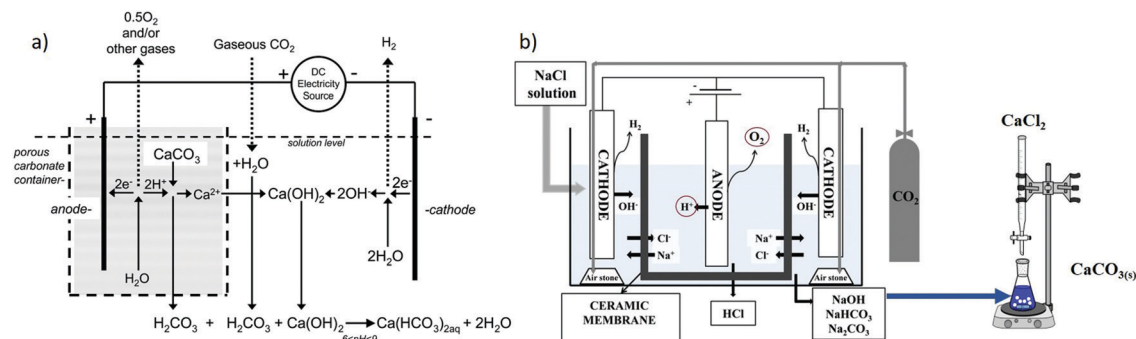 a)
0.5O₂
and/or
other gases
Gaseous CO₂
H₂
+
DC
Electricity
Source
-
+
-
porous
carbonate
container-
solution level
CaCO₃
+H₂O
2e⁻
2H⁺
Ca²⁺
Ca(OH)₂
2OH⁻
2e⁻
anode-
-cathode
H₂O
2H₂O
H₂CO₃ + H₂CO₃ + Ca(OH)₂ → Ca(HCO₃)₂aq + 2H₂O
6<pH<9
b)
NaCl
solution
-
+
H₂
O₂
H₂
CATHODE
ANODE
CATHODE
CO₂
OH⁻
H⁺
OH⁻
Cl⁻
Na⁺
Na⁺
Cl⁻
Air stone
Air stone
CERAMIC
MEMBRANE
HCl
NaOH
NaHCO₃
Na₂CO₃
CaCl₂
CaCO₃₍ₛ₎